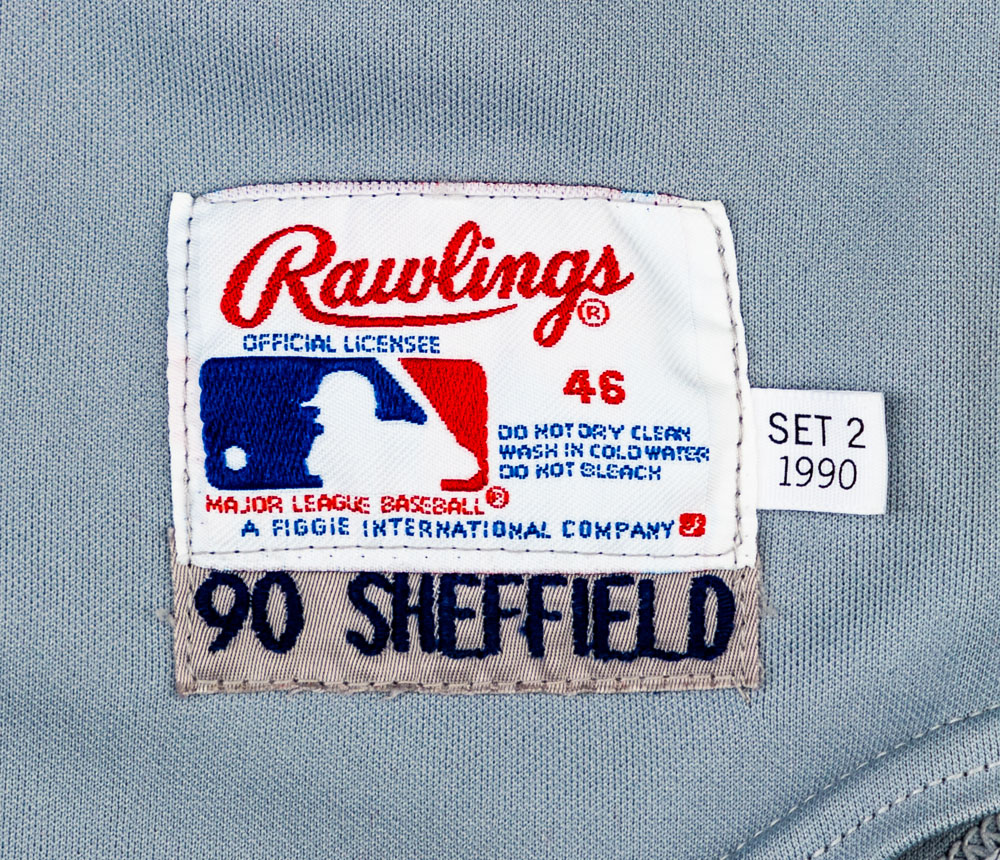 Rawlings®
OFFICIAL LICENSEE
46
DO NOT DRY CLEAN
WASH IN COLD WATER
DO NOT BLEACH
MAJOR LEAGUE BASEBALL®
A FIGGIE INTERNATIONAL COMPANY
SET 2
1990
90 SHEFFIELD